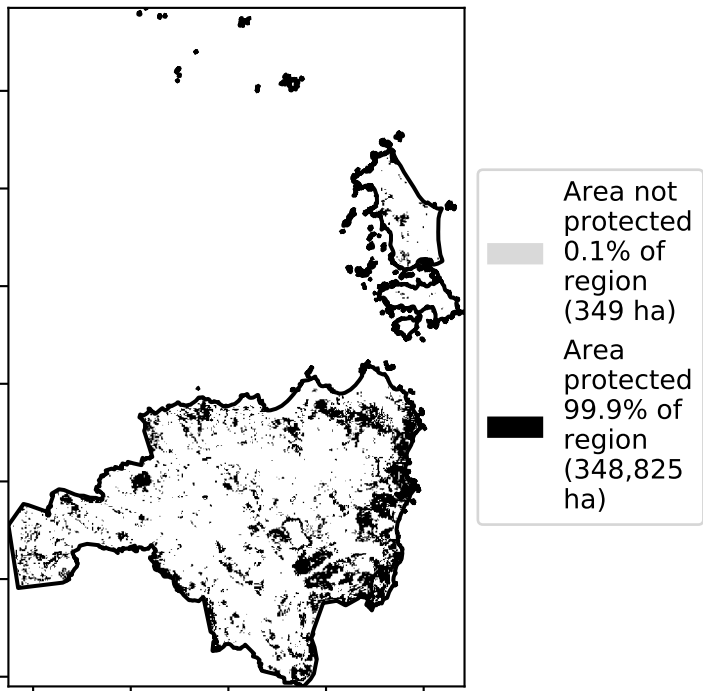 Area not
protected
0.1% of
region
(349 ha)
Area
protected
99.9% of
region
(348,825
ha)